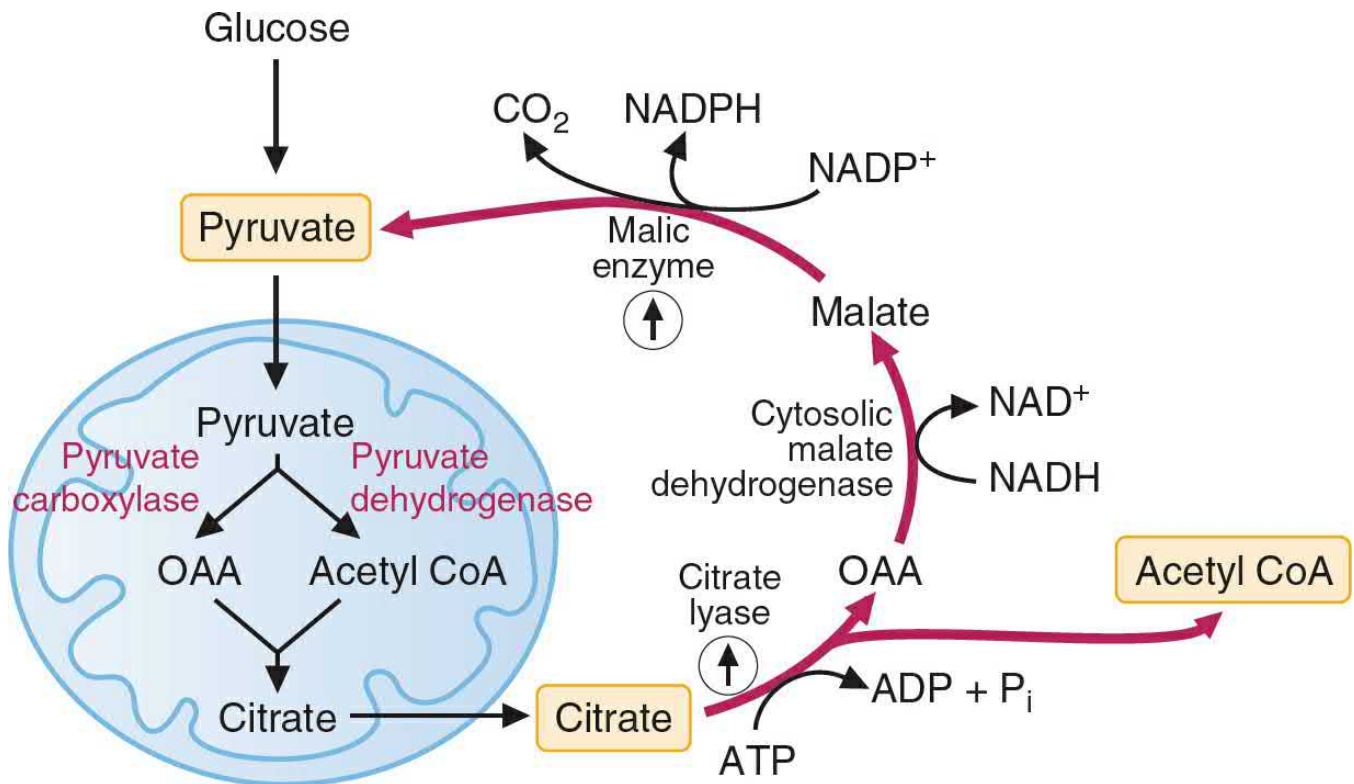 Glucose
CO₂ NADPH
NADP⁺
Pyruvate
Malic
enzyme
Malate
Pyruvate
Pyruvate
carboxylase
Pyruvate
dehydrogenase
Cytosolic
malate
dehydrogenase
NAD⁺
NADH
OAA Acetyl CoA
Citrate
lyase
OAA
Acetyl CoA
Citrate
Citrate
ADP + Pᵢ
ATP